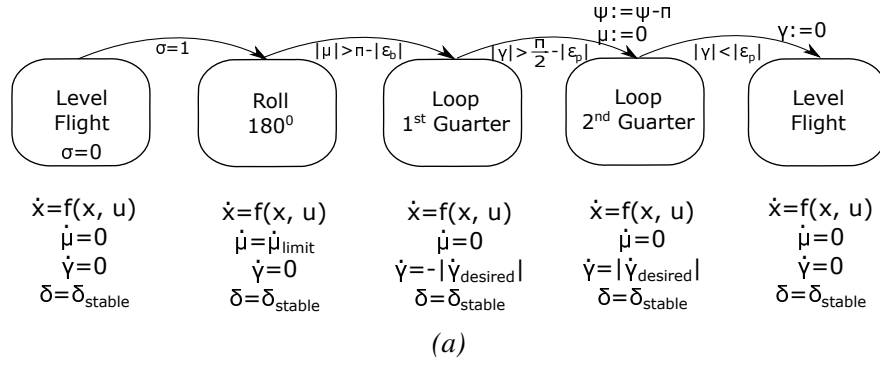 σ=1
|μ|>π-|ε_b|
|γ|>π/2-|ε_p|
ψ:=ψ-π
μ:=0
|γ|<|ε_p|
γ:=0
Level
Flight
σ=0
Roll
180⁰
Loop
1ˢᵗ Guarter
Loop
2ⁿᵈ Guarter
Level
Flight
ẋ=f(x, u)
μ̇=0
γ̇=0
δ=δ_stable
ẋ=f(x, u)
μ̇=μ̇_limit
γ̇=0
δ=δ_stable
ẋ=f(x, u)
μ̇=0
γ̇=-|γ̇_desired|
δ=δ_stable
ẋ=f(x, u)
μ̇=0
γ̇=|γ̇_desired|
δ=δ_stable
ẋ=f(x, u)
μ̇=0
γ̇=0
δ=δ_stable
(a)